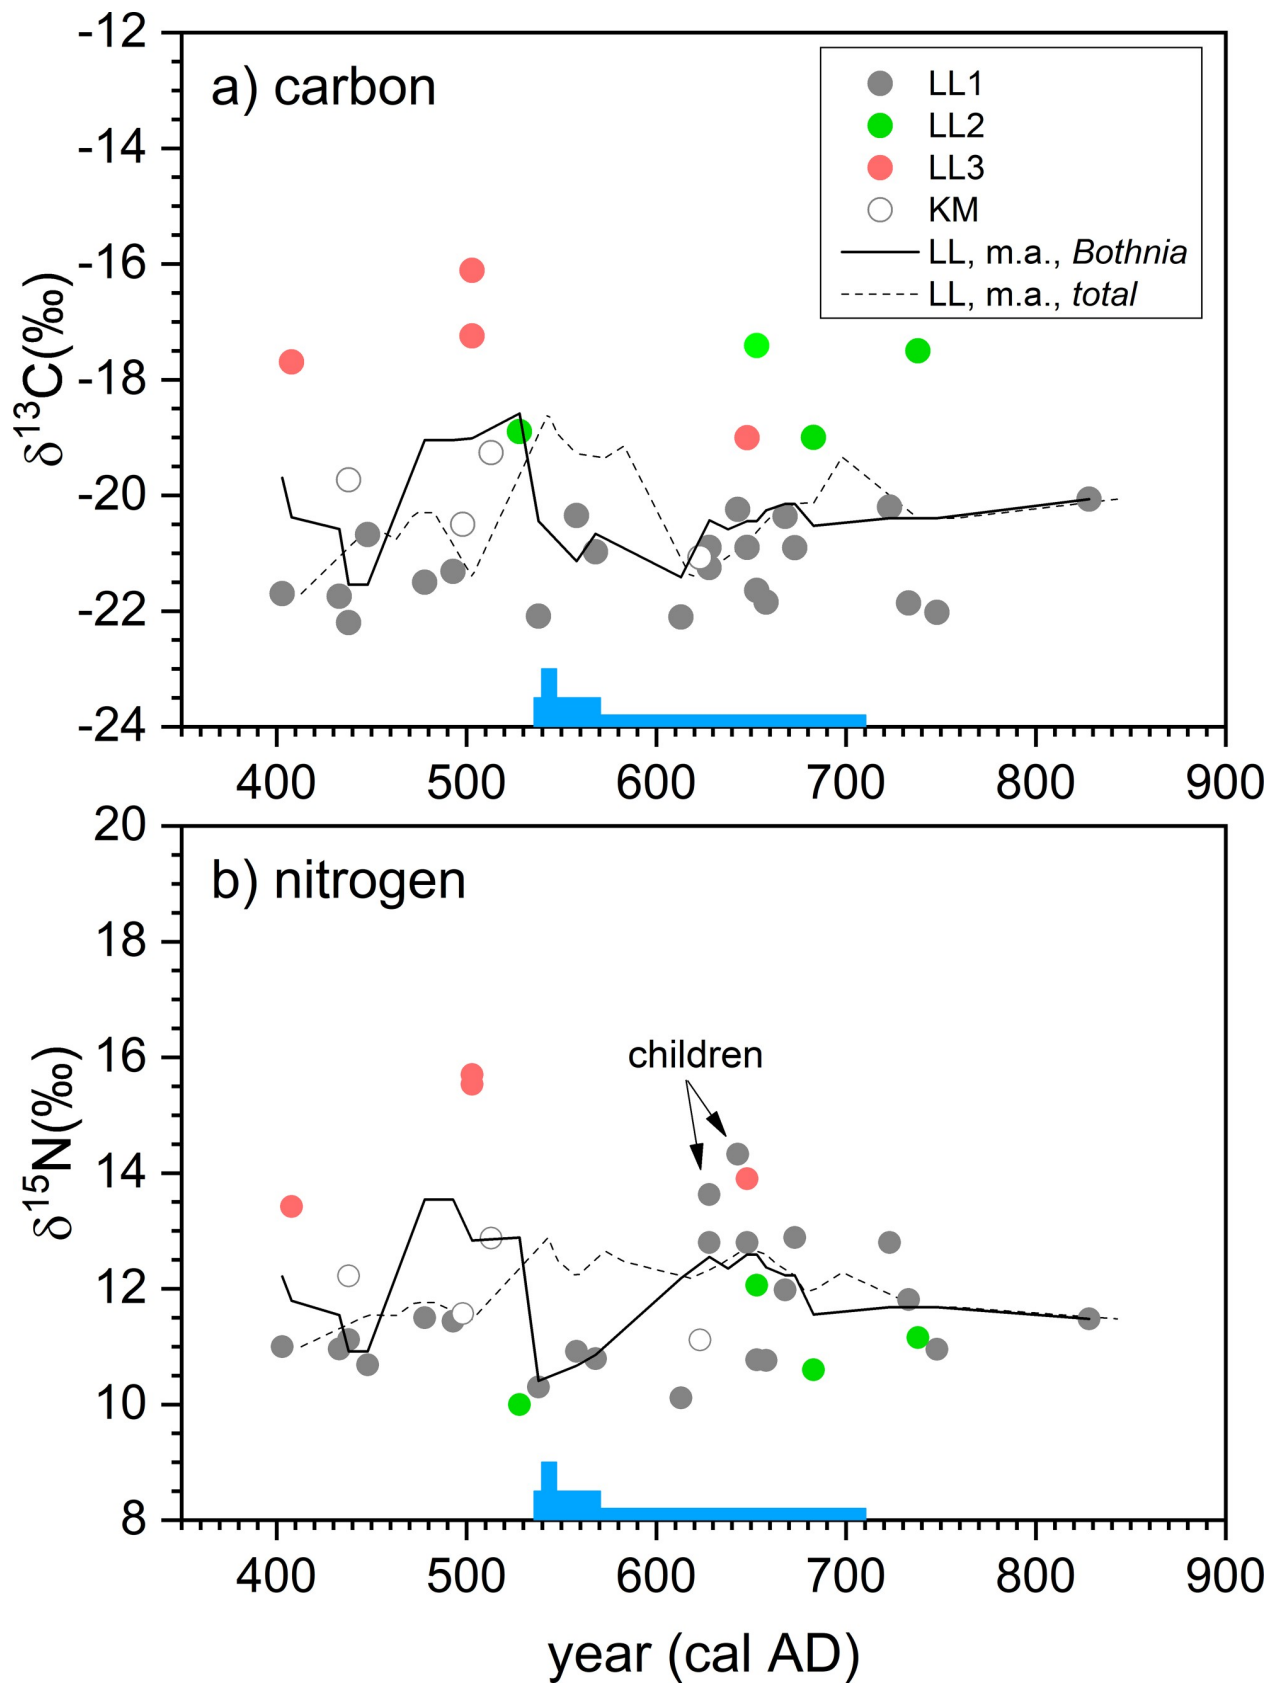 a) carbon
LL1
LL2
LL3
KM
LL, m.a., Bothnia
LL, m.a., total
δ¹³C(‰)
-12
-14
-16
-18
-20
-22
-24
400 500 600 700 800 900
b) nitrogen
children
δ¹⁵N(‰)
20
18
16
14
12
10
8
400 500 600 700 800 900
year (cal AD)